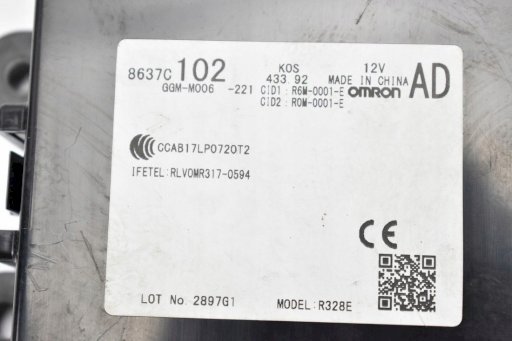 8637C 102 KOS 12V
433.92 MADE IN CHINA AD
GGM-M006 -221 CID1: R6M-0001-E OMRON
CID2: R0M-0001-E
CCAB17LP0720T2
IFETEL:RLVOMR317-0594
CE
LOT No. 2897G1 MODEL:R328E